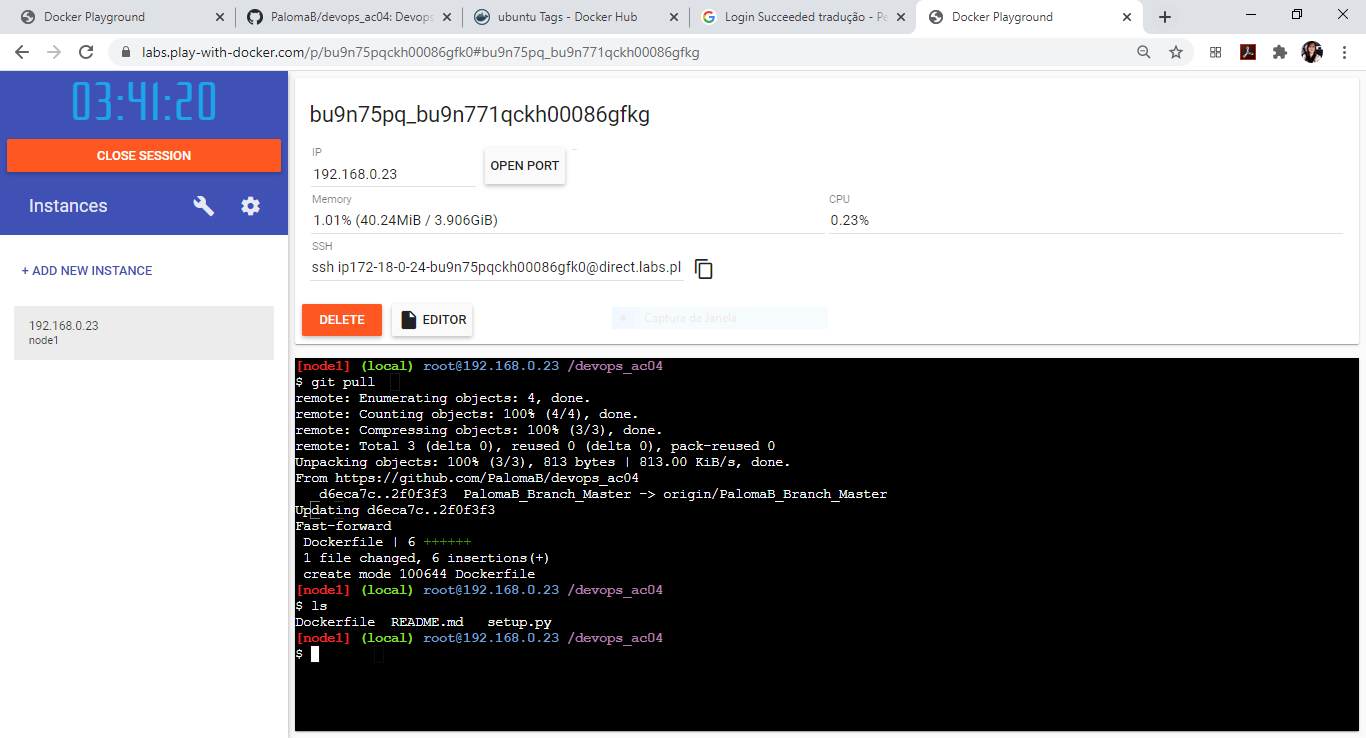 Docker Playground
PalomaB/devops_ac04: Devops
ubuntu Tags - Docker Hub
Login Succeeded tradução - Pe
Docker Playground
labs.play-with-docker.com/p/bu9n75pqckh00086gfk0#bu9n75pq_bu9n771qckh00086gfkg
03:41:20
CLOSE SESSION
Instances
+ ADD NEW INSTANCE
192.168.0.23
node1
bu9n75pq_bu9n771qckh00086gfkg
IP
192.168.0.23
OPEN PORT
Memory
1.01% (40.24MiB / 3.906GiB)
CPU
0.23%
SSH
ssh ip172-18-0-24-bu9n75pqckh00086gfk0@direct.labs.pl
DELETE
EDITOR
Captura de Janela
[node1] (local) root@192.168.0.23 /devops_ac04
$ git pull
remote: Enumerating objects: 4, done.
remote: Counting objects: 100% (4/4), done.
remote: Compressing objects: 100% (3/3), done.
remote: Total 3 (delta 0), reused 0 (delta 0), pack-reused 0
Unpacking objects: 100% (3/3), 813 bytes | 813.00 KiB/s, done.
From https://github.com/PalomaB/devops_ac04
   d6eca7c..2f0f3f3  PalomaB_Branch_Master -> origin/PalomaB_Branch_Master
Updating d6eca7c..2f0f3f3
Fast-forward
 Dockerfile | 6 ++++++
 1 file changed, 6 insertions(+)
 create mode 100644 Dockerfile
[node1] (local) root@192.168.0.23 /devops_ac04
$ ls
Dockerfile  README.md   setup.py
[node1] (local) root@192.168.0.23 /devops_ac04
$